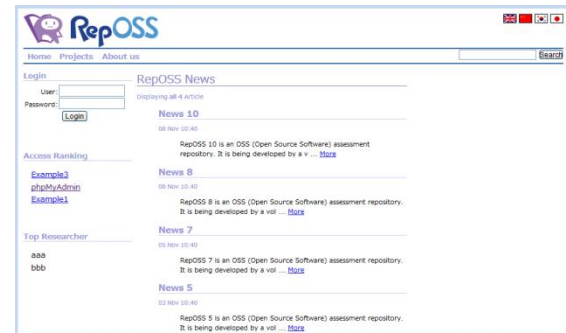 RepOSS
Home Projects About us
Search
Login
User:
Password:
Login
Access Ranking
Example3
phpMyAdmin
Example1
Top Researcher
aaa
bbb
RepOSS News
Displaying all 4 Article
News 10
08 Nov 10:40
RepOSS 10 is an OSS (Open Source Software) assessment
repository. It is being developed by a v ... More
News 8
06 Nov 10:40
RepOSS 8 is an OSS (Open Source Software) assessment repository.
It is being developed by a vol ... More
News 7
05 Nov 10:40
RepOSS 7 is an OSS (Open Source Software) assessment repository.
It is being developed by a vol ... More
News 5
03 Nov 10:40
RepOSS 5 is an OSS (Open Source Software) assessment repository.
It is being developed by a vol ... More